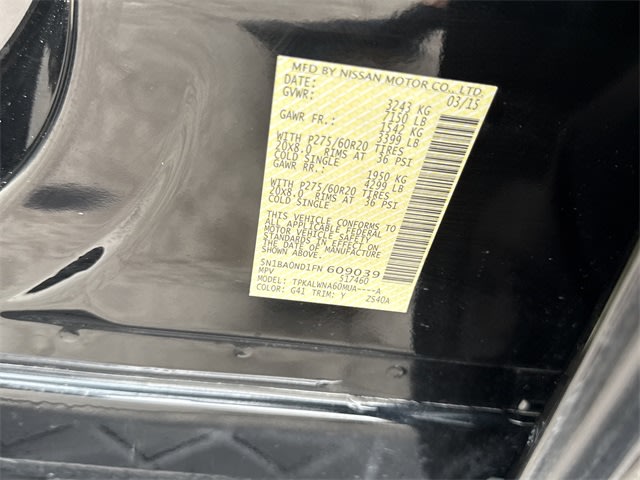 MFD BY NISSAN MOTOR CO., LTD.
DATE: 03/15
GVWR: 3243 KG
7150 LB
GAWR FR.: 1542 KG
3399 LB
WITH P275/60R20 TIRES
20X8.0 RIMS AT 36 PSI
COLD SINGLE
GAWR RR.: 1950 KG
4299 LB
WITH P275/60R20 TIRES
20X8.0 RIMS AT 36 PSI
COLD SINGLE
THIS VEHICLE CONFORMS TO
ALL APPLICABLE FEDERAL
MOTOR VEHICLE SAFETY
STANDARDS IN EFFECT ON
THE DATE OF MANUFACTURE
SHOWN ABOVE.
5N1BA0ND1FN 609039
MPV S17460
MODEL: TPKALWNA60MUA----A
COLOR: G41 TRIM: Y ZS40A